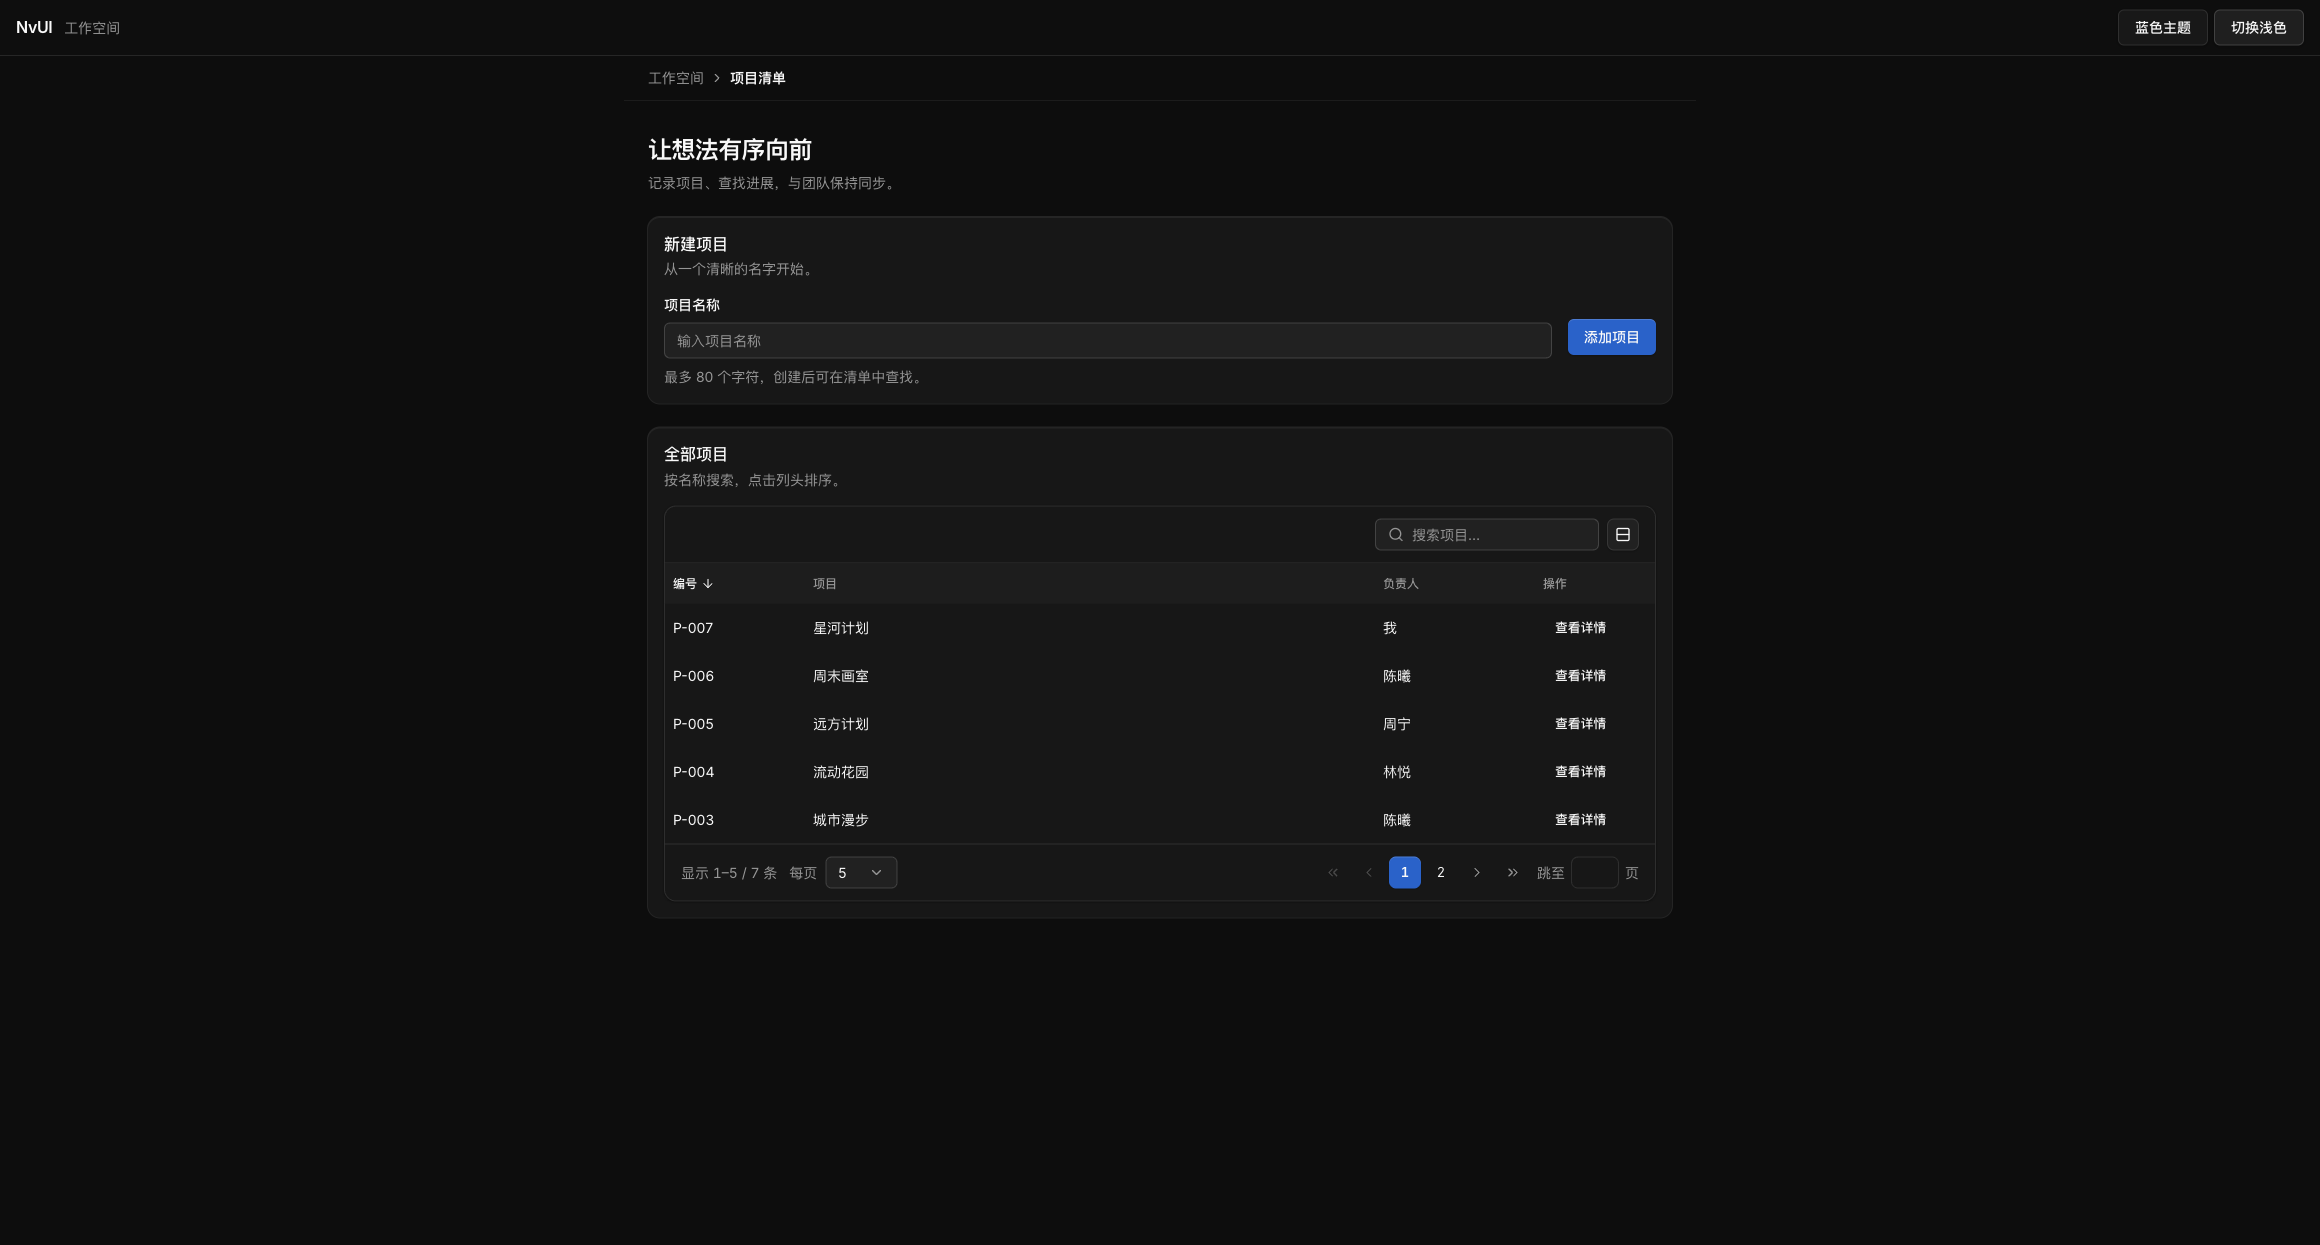 NvUI 工作空间 蓝色主题 切换浅色
工作空间 项目清单
让想法有序向前
记录项目、查找进展，与团队保持同步。
新建项目
从一个清晰的名字开始。
项目名称
输入项目名称 添加项目
最多 80 个字符，创建后可在清单中查找。
全部项目
按名称搜索，点击列头排序。
搜索项目...
编号 项目 负责人 操作
P-007 星河计划 我 查看详情
P-006 周末画室 陈曦 查看详情
P-005 远方计划 周宁 查看详情
P-004 流动花园 林悦 查看详情
P-003 城市漫步 陈曦 查看详情
显示 1–5 / 7 条 每页 5 1 2 跳至 页